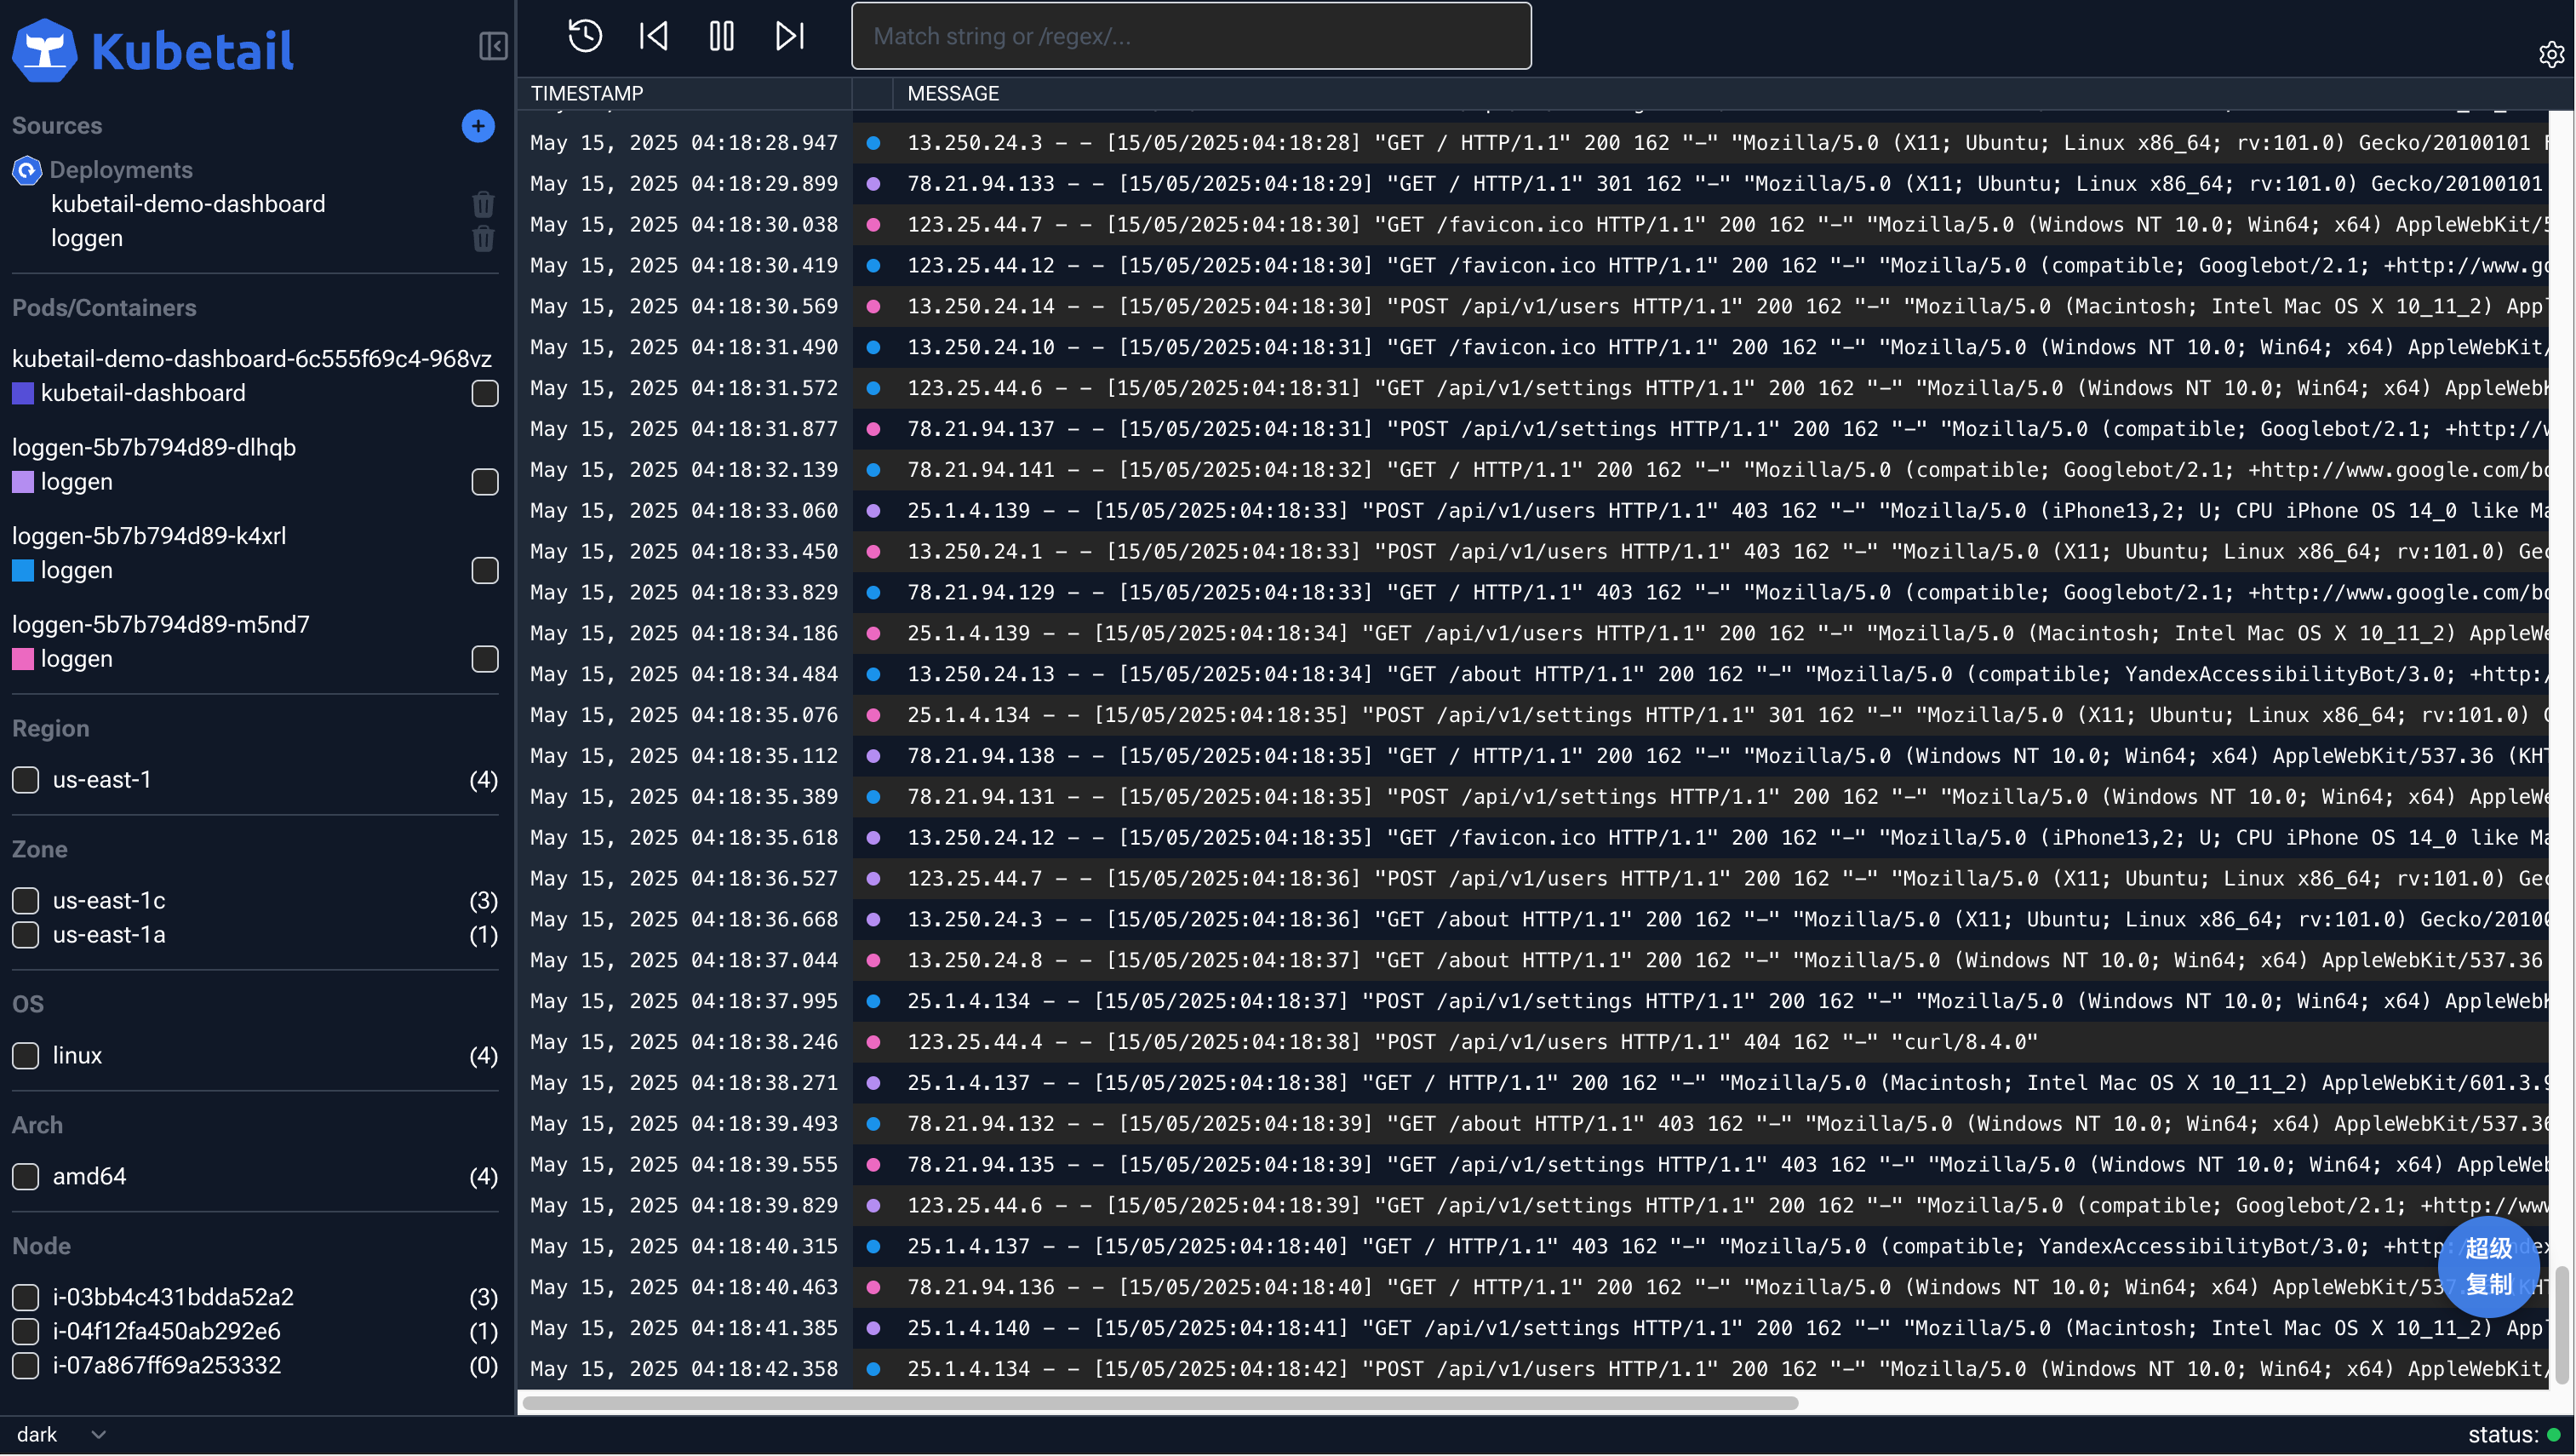 Kubetail
Sources
Deployments
kubetail-demo-dashboard
loggen
Pods/Containers
kubetail-demo-dashboard-6c555f69c4-968vz
kubetail-dashboard
loggen-5b7b794d89-dlhqb
loggen
loggen-5b7b794d89-k4xrl
loggen
loggen-5b7b794d89-m5nd7
loggen
Region
us-east-1 (4)
Zone
us-east-1c (3)
us-east-1a (1)
OS
linux (4)
Arch
amd64 (4)
Node
i-03bb4c431bdda52a2 (3)
i-04f12fa450ab292e6 (1)
i-07a867ff69a253332 (0)
dark
Match string or /regex/...
TIMESTAMP MESSAGE
May 15, 2025 04:18:28.947 13.250.24.3 - - [15/05/2025:04:18:28] "GET / HTTP/1.1" 200 162 "-" "Mozilla/5.0 (X11; Ubuntu; Linux x86_64; rv:101.0) Gecko/20100101
May 15, 2025 04:18:29.899 78.21.94.133 - - [15/05/2025:04:18:29] "GET / HTTP/1.1" 301 162 "-" "Mozilla/5.0 (X11; Ubuntu; Linux x86_64; rv:101.0) Gecko/20100101
May 15, 2025 04:18:30.038 123.25.44.7 - - [15/05/2025:04:18:30] "GET /favicon.ico HTTP/1.1" 200 162 "-" "Mozilla/5.0 (Windows NT 10.0; Win64; x64) AppleWebKit/5
May 15, 2025 04:18:30.419 123.25.44.12 - - [15/05/2025:04:18:30] "GET /favicon.ico HTTP/1.1" 200 162 "-" "Mozilla/5.0 (compatible; Googlebot/2.1; +http://www.go
May 15, 2025 04:18:30.569 13.250.24.14 - - [15/05/2025:04:18:30] "POST /api/v1/users HTTP/1.1" 200 162 "-" "Mozilla/5.0 (Macintosh; Intel Mac OS X 10_11_2) App
May 15, 2025 04:18:31.490 13.250.24.10 - - [15/05/2025:04:18:31] "GET /favicon.ico HTTP/1.1" 200 162 "-" "Mozilla/5.0 (Windows NT 10.0; Win64; x64) AppleWebKit/
May 15, 2025 04:18:31.572 123.25.44.6 - - [15/05/2025:04:18:31] "GET /api/v1/settings HTTP/1.1" 200 162 "-" "Mozilla/5.0 (Windows NT 10.0; Win64; x64) AppleWebK
May 15, 2025 04:18:31.877 78.21.94.137 - - [15/05/2025:04:18:31] "POST /api/v1/settings HTTP/1.1" 200 162 "-" "Mozilla/5.0 (compatible; Googlebot/2.1; +http://w
May 15, 2025 04:18:32.139 78.21.94.141 - - [15/05/2025:04:18:32] "GET / HTTP/1.1" 200 162 "-" "Mozilla/5.0 (compatible; Googlebot/2.1; +http://www.google.com/bo
May 15, 2025 04:18:33.060 25.1.4.139 - - [15/05/2025:04:18:33] "POST /api/v1/users HTTP/1.1" 403 162 "-" "Mozilla/5.0 (iPhone13,2; U; CPU iPhone OS 14_0 like Ma
May 15, 2025 04:18:33.450 13.250.24.1 - - [15/05/2025:04:18:33] "POST /api/v1/users HTTP/1.1" 403 162 "-" "Mozilla/5.0 (X11; Ubuntu; Linux x86_64; rv:101.0) Gec
May 15, 2025 04:18:33.829 78.21.94.129 - - [15/05/2025:04:18:33] "GET / HTTP/1.1" 403 162 "-" "Mozilla/5.0 (compatible; Googlebot/2.1; +http://www.google.com/bo
May 15, 2025 04:18:34.186 25.1.4.139 - - [15/05/2025:04:18:34] "GET /api/v1/users HTTP/1.1" 200 162 "-" "Mozilla/5.0 (Macintosh; Intel Mac OS X 10_11_2) AppleWe
May 15, 2025 04:18:34.484 13.250.24.13 - - [15/05/2025:04:18:34] "GET /about HTTP/1.1" 200 162 "-" "Mozilla/5.0 (compatible; YandexAccessibilityBot/3.0; +http:/
May 15, 2025 04:18:35.076 25.1.4.134 - - [15/05/2025:04:18:35] "POST /api/v1/settings HTTP/1.1" 301 162 "-" "Mozilla/5.0 (X11; Ubuntu; Linux x86_64; rv:101.0) G
May 15, 2025 04:18:35.112 78.21.94.138 - - [15/05/2025:04:18:35] "GET / HTTP/1.1" 200 162 "-" "Mozilla/5.0 (Windows NT 10.0; Win64; x64) AppleWebKit/537.36 (KHT
May 15, 2025 04:18:35.389 78.21.94.131 - - [15/05/2025:04:18:35] "POST /api/v1/settings HTTP/1.1" 200 162 "-" "Mozilla/5.0 (Windows NT 10.0; Win64; x64) AppleWe
May 15, 2025 04:18:35.618 13.250.24.12 - - [15/05/2025:04:18:35] "GET /favicon.ico HTTP/1.1" 200 162 "-" "Mozilla/5.0 (iPhone13,2; U; CPU iPhone OS 14_0 like Ma
May 15, 2025 04:18:36.527 123.25.44.7 - - [15/05/2025:04:18:36] "POST /api/v1/users HTTP/1.1" 200 162 "-" "Mozilla/5.0 (X11; Ubuntu; Linux x86_64; rv:101.0) Gec
May 15, 2025 04:18:36.668 13.250.24.3 - - [15/05/2025:04:18:36] "GET /about HTTP/1.1" 200 162 "-" "Mozilla/5.0 (X11; Ubuntu; Linux x86_64; rv:101.0) Gecko/20100
May 15, 2025 04:18:37.044 13.250.24.8 - - [15/05/2025:04:18:37] "GET /about HTTP/1.1" 200 162 "-" "Mozilla/5.0 (Windows NT 10.0; Win64; x64) AppleWebKit/537.36
May 15, 2025 04:18:37.995 25.1.4.134 - - [15/05/2025:04:18:37] "POST /api/v1/settings HTTP/1.1" 200 162 "-" "Mozilla/5.0 (Windows NT 10.0; Win64; x64) AppleWebK
May 15, 2025 04:18:38.246 123.25.44.4 - - [15/05/2025:04:18:38] "POST /api/v1/users HTTP/1.1" 404 162 "-" "curl/8.4.0"
May 15, 2025 04:18:38.271 25.1.4.137 - - [15/05/2025:04:18:38] "GET / HTTP/1.1" 200 162 "-" "Mozilla/5.0 (Macintosh; Intel Mac OS X 10_11_2) AppleWebKit/601.3.9
May 15, 2025 04:18:39.493 78.21.94.132 - - [15/05/2025:04:18:39] "GET /about HTTP/1.1" 403 162 "-" "Mozilla/5.0 (Windows NT 10.0; Win64; x64) AppleWebKit/537.36
May 15, 2025 04:18:39.555 78.21.94.135 - - [15/05/2025:04:18:39] "GET /api/v1/settings HTTP/1.1" 403 162 "-" "Mozilla/5.0 (Windows NT 10.0; Win64; x64) AppleWeb
May 15, 2025 04:18:39.829 123.25.44.6 - - [15/05/2025:04:18:39] "GET /api/v1/settings HTTP/1.1" 200 162 "-" "Mozilla/5.0 (compatible; Googlebot/2.1; +http://www
May 15, 2025 04:18:40.315 25.1.4.137 - - [15/05/2025:04:18:40] "GET / HTTP/1.1" 403 162 "-" "Mozilla/5.0 (compatible; YandexAccessibilityBot/3.0; +http:/
May 15, 2025 04:18:40.463 78.21.94.136 - - [15/05/2025:04:18:40] "GET / HTTP/1.1" 200 162 "-" "Mozilla/5.0 (Windows NT 10.0; Win64; x64) AppleWebKit/537
May 15, 2025 04:18:41.385 25.1.4.140 - - [15/05/2025:04:18:41] "GET /api/v1/settings HTTP/1.1" 200 162 "-" "Mozilla/5.0 (Macintosh; Intel Mac OS X 10_11_2) App
May 15, 2025 04:18:42.358 25.1.4.134 - - [15/05/2025:04:18:42] "POST /api/v1/users HTTP/1.1" 200 162 "-" "Mozilla/5.0 (Windows NT 10.0; Win64; x64) AppleWebKit/
超级
复制
status: